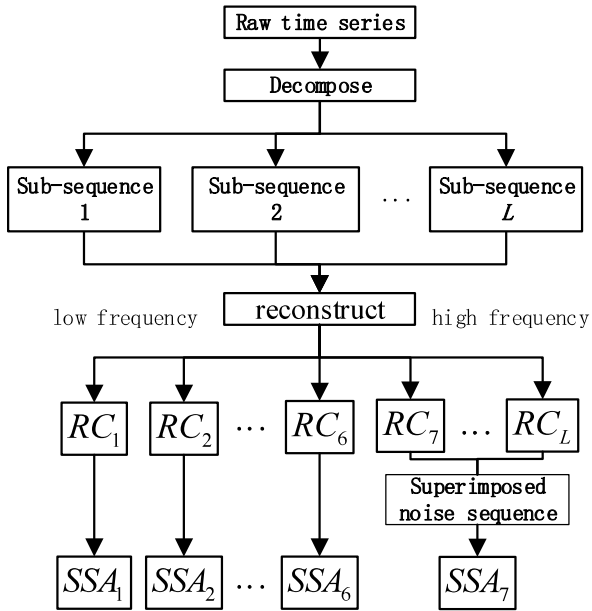 Raw time series
Decompose
Sub-sequence
1
Sub-sequence
2
...
Sub-sequence
L
reconstruct
low frequency
high frequency
RC1
RC2
...
RC6
RC7
...
RCL
Superimposed
noise sequence
SSA1
SSA2
...
SSA6
SSA7